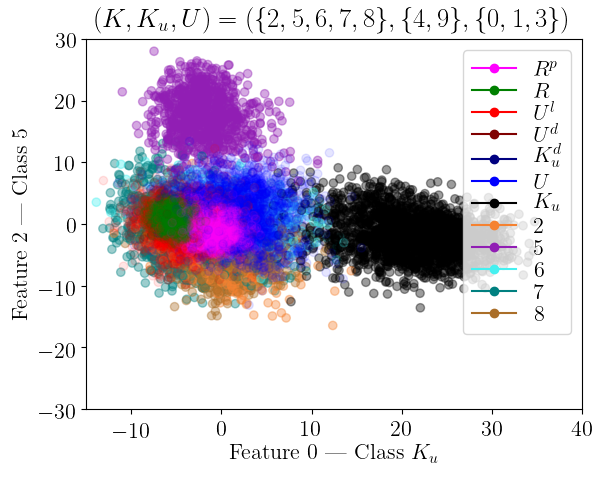 (K, K_u, U) = ({2, 5, 6, 7, 8}, {4, 9}, {0, 1, 3})
30
20
10
0
−10
−20
−30
Feature 2 — Class 5
R^p
R
U^l
U^d
K_u^d
U
K_u
2
5
6
7
8
−10
0
10
20
30
40
Feature 0 — Class K_u